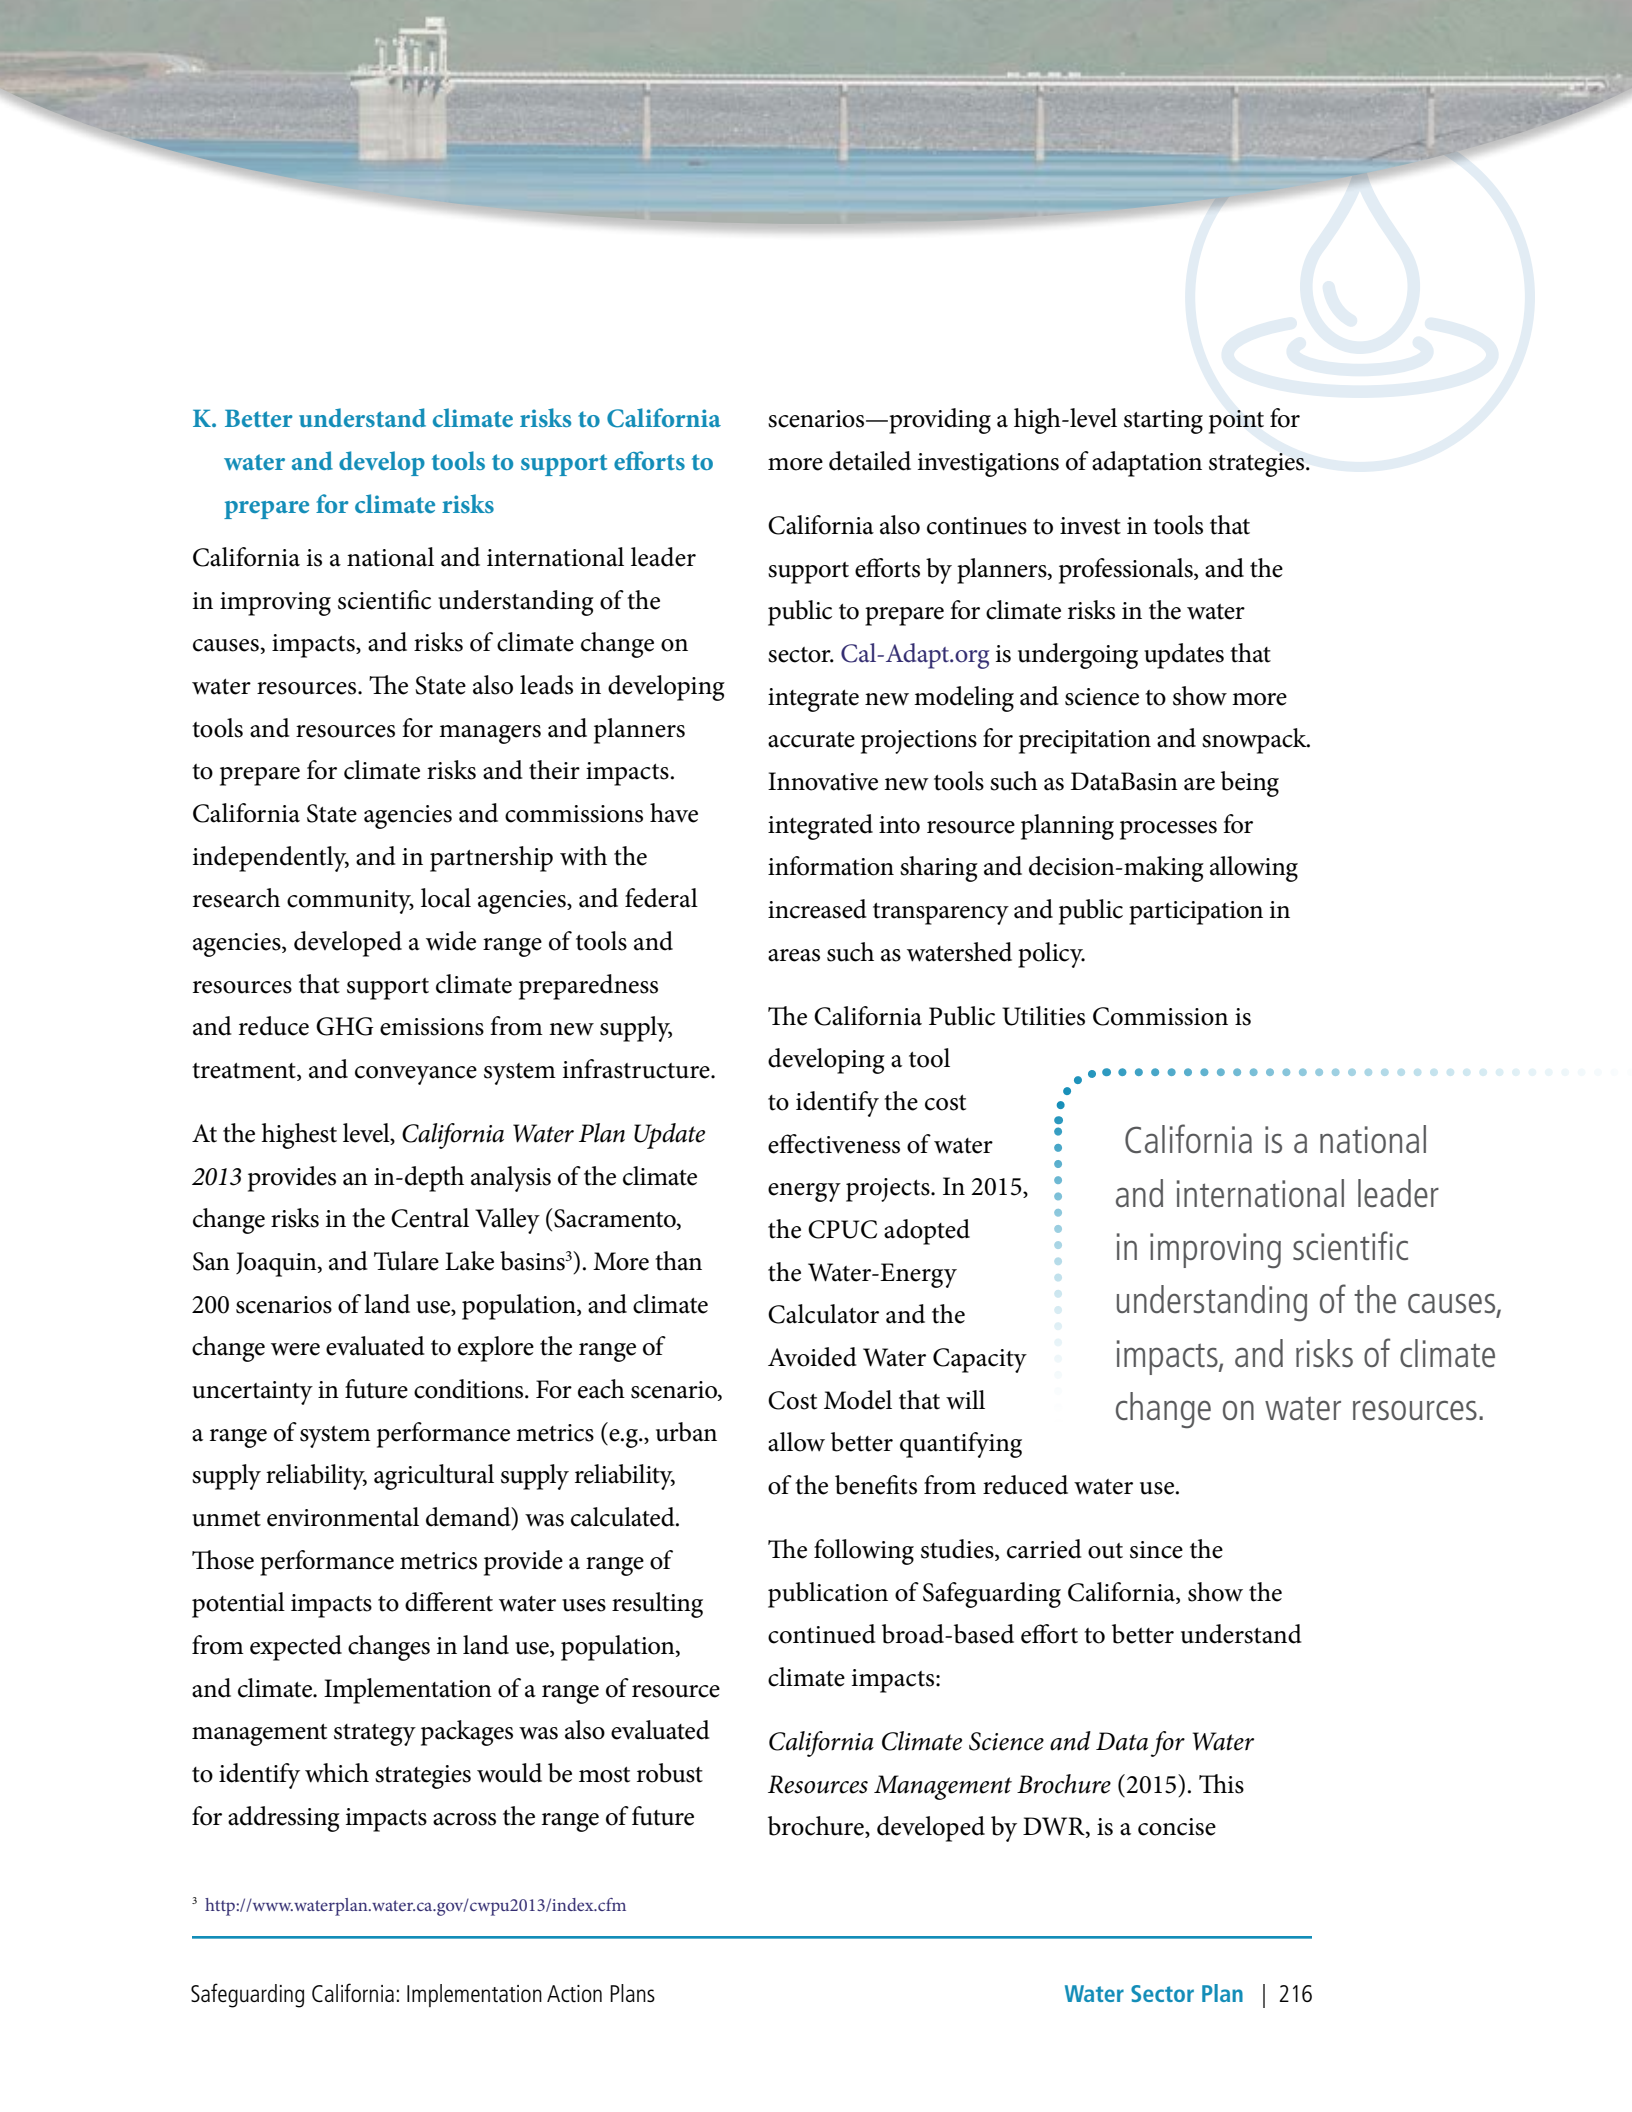 K. Better understand climate risks to California
water and develop tools to support efforts to
prepare for climate risks
California is a national and international leader
in improving scientific understanding of the
causes, impacts, and risks of climate change on
water resources. The State also leads in developing
tools and resources for managers and planners
to prepare for climate risks and their impacts.
California State agencies and commissions have
independently, and in partnership with the
research community, local agencies, and federal
agencies, developed a wide range of tools and
resources that support climate preparedness
and reduce GHG emissions from new supply,
treatment, and conveyance system infrastructure.
At the highest level, California Water Plan Update
2013 provides an in-depth analysis of the climate
change risks in the Central Valley (Sacramento,
San Joaquin, and Tulare Lake basins³). More than
200 scenarios of land use, population, and climate
change were evaluated to explore the range of
uncertainty in future conditions. For each scenario,
a range of system performance metrics (e.g., urban
supply reliability, agricultural supply reliability,
unmet environmental demand) was calculated.
Those performance metrics provide a range of
potential impacts to different water uses resulting
from expected changes in land use, population,
and climate. Implementation of a range of resource
management strategy packages was also evaluated
to identify which strategies would be most robust
for addressing impacts across the range of future
scenarios—providing a high-level starting point for
more detailed investigations of adaptation strategies.
California also continues to invest in tools that
support efforts by planners, professionals, and the
public to prepare for climate risks in the water
sector. Cal-Adapt.org is undergoing updates that
integrate new modeling and science to show more
accurate projections for precipitation and snowpack.
Innovative new tools such as DataBasin are being
integrated into resource planning processes for
information sharing and decision-making allowing
increased transparency and public participation in
areas such as watershed policy.
The California Public Utilities Commission is
developing a tool
to identify the cost
effectiveness of water
energy projects. In 2015,
the CPUC adopted
the Water-Energy
Calculator and the
Avoided Water Capacity
Cost Model that will
allow better quantifying
of the benefits from reduced water use.
California is a national
and international leader
in improving scientific
understanding of the causes,
impacts, and risks of climate
change on water resources.
The following studies, carried out since the
publication of Safeguarding California, show the
continued broad-based effort to better understand
climate impacts:
California Climate Science and Data for Water
Resources Management Brochure (2015). This
brochure, developed by DWR, is a concise
³ http://www.waterplan.water.ca.gov/cwpu2013/index.cfm
Safeguarding California: Implementation Action Plans
Water Sector Plan | 216